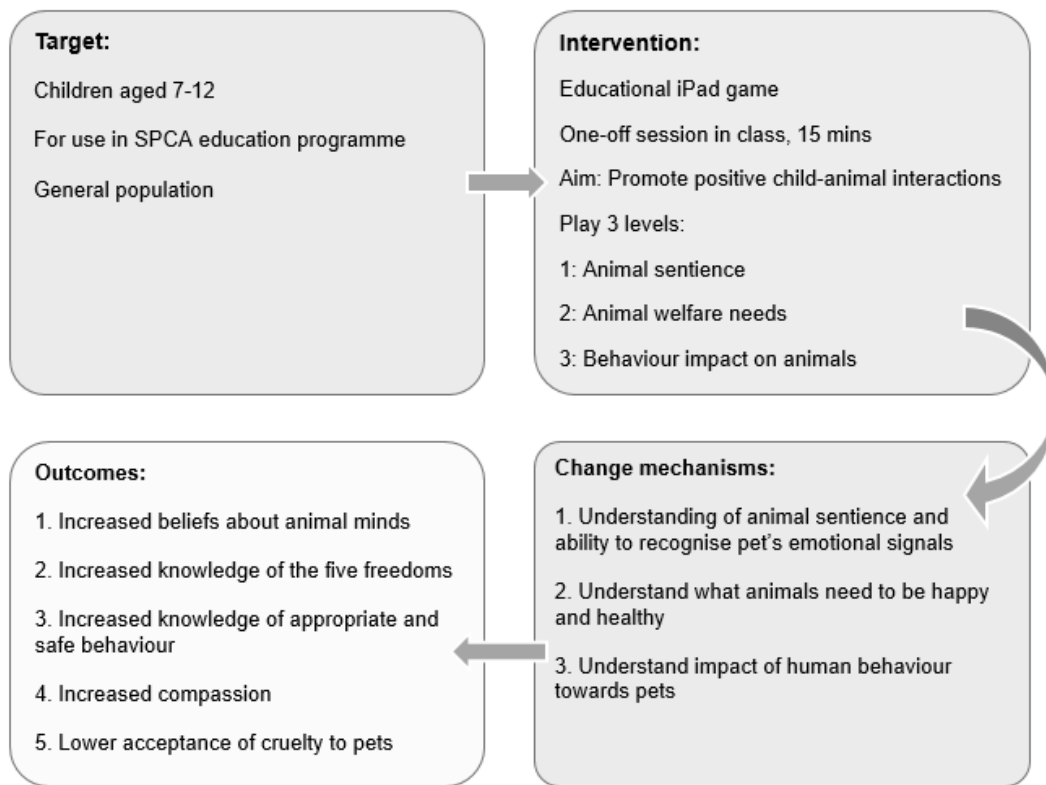 Target:
Children aged 7-12
For use in SPCA education programme
General population
Intervention:
Educational iPad game
One-off session in class, 15 mins
Aim: Promote positive child-animal interactions
Play 3 levels:
1: Animal sentience
2: Animal welfare needs
3: Behaviour impact on animals
Change mechanisms:
1. Understanding of animal sentience and
ability to recognise pet's emotional signals
2. Understand what animals need to be happy
and healthy
3. Understand impact of human behaviour
towards pets
Outcomes:
1. Increased beliefs about animal minds
2. Increased knowledge of the five freedoms
3. Increased knowledge of appropriate and
safe behaviour
4. Increased compassion
5. Lower acceptance of cruelty to pets